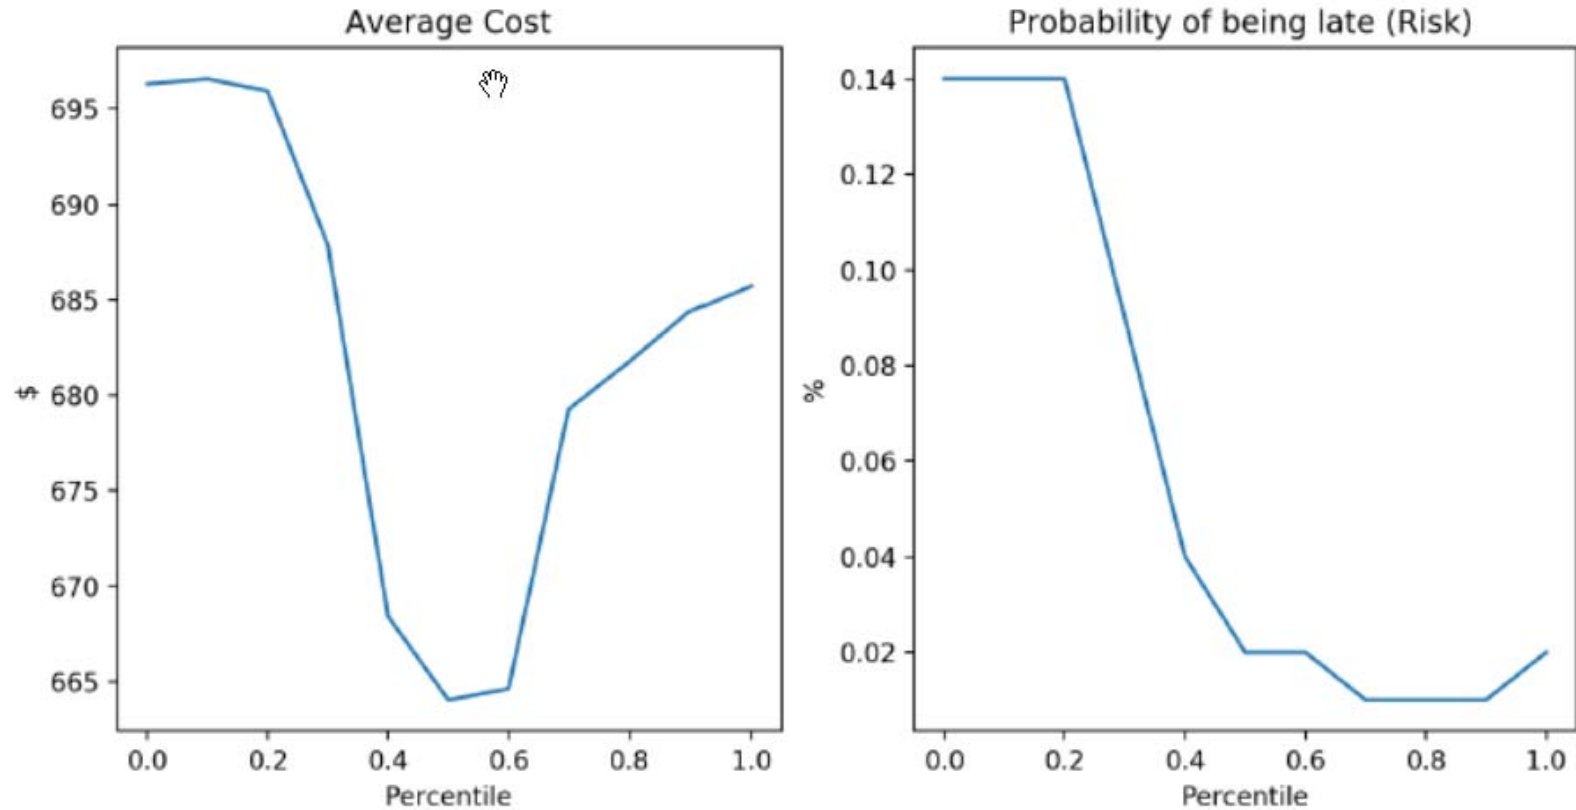 Average Cost
695
690
685
680
675
670
665
$
0.0 0.2 0.4 0.6 0.8 1.0
Percentile
Probability of being late (Risk)
0.14
0.12
0.10
0.08
0.06
0.04
0.02
%
0.0 0.2 0.4 0.6 0.8 1.0
Percentile